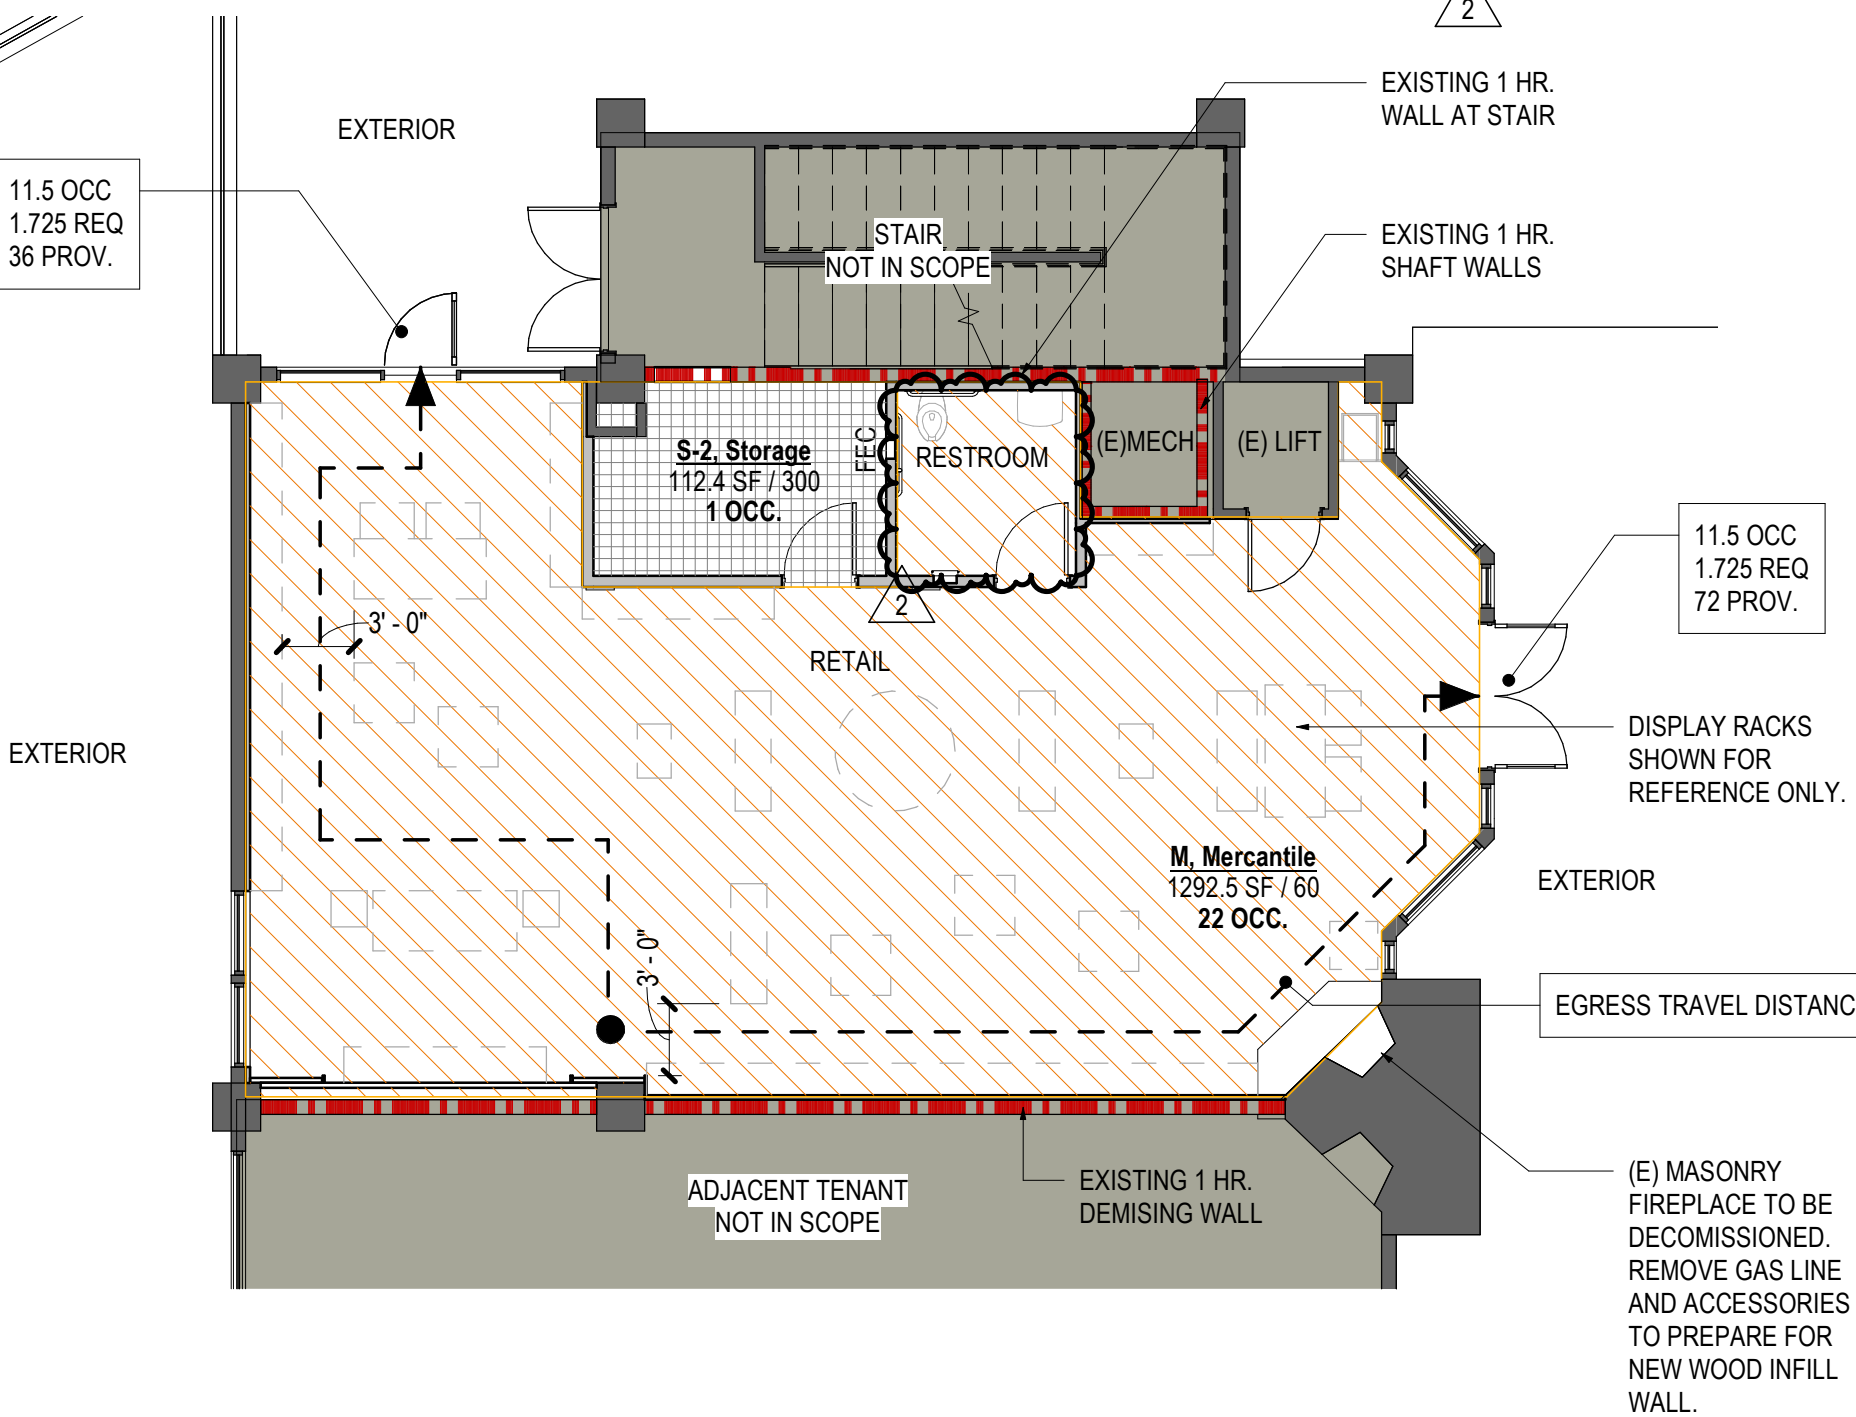 2
EXISTING 1 HR.
WALL AT STAIR
EXTERIOR
11.5 OCC
1.725 REQ
36 PROV.
STAIR
NOT IN SCOPE
EXISTING 1 HR.
SHAFT WALLS
S-2, Storage
112.4 SF / 300
1 OCC.
FEC
RESTROOM
(E)MECH
(E) LIFT
11.5 OCC
1.725 REQ
72 PROV.
2
3' - 0"
RETAIL
EXTERIOR
DISPLAY RACKS
SHOWN FOR
REFERENCE ONLY.
M, Mercantile
1292.5 SF / 60
22 OCC.
EXTERIOR
3' - 0"
EGRESS TRAVEL DISTANC
ADJACENT TENANT
NOT IN SCOPE
EXISTING 1 HR.
DEMISING WALL
(E) MASONRY
FIREPLACE TO BE
DECOMISSIONED.
REMOVE GAS LINE
AND ACCESSORIES
TO PREPARE FOR
NEW WOOD INFILL
WALL.